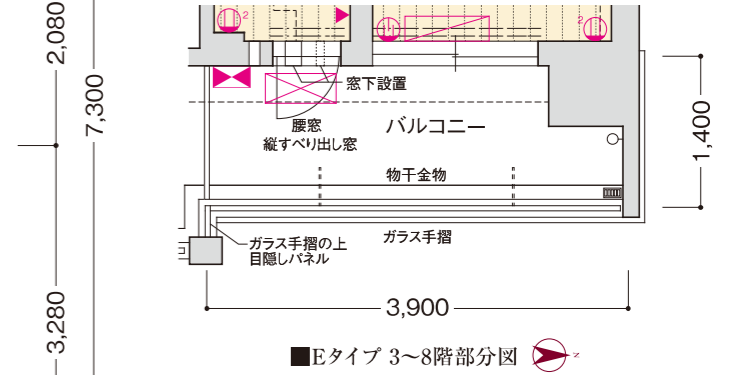 2,080
7,300
2
2
窓下設置
腰窓
縦すべり出し窓
バルコニー
1,400
物干金物
ガラス手摺の上
目隠しパネル
ガラス手摺
3,280
3,900
■Eタイプ 3〜8階部分図
N